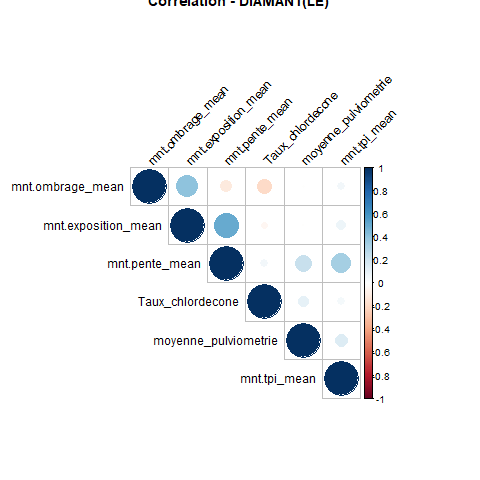 Correlation - DIAMANT(LE)
mnt.ombrage_mean
mnt.exposition_mean
mnt.pente_mean
Taux_chlordecone
moyenne_pulviometrie
mnt.tpi_mean
mnt.ombrage_mean
mnt.exposition_mean
mnt.pente_mean
Taux_chlordecone
moyenne_pulviometrie
mnt.tpi_mean
1
0.8
0.6
0.4
0.2
0
-0.2
-0.4
-0.6
-0.8
-1